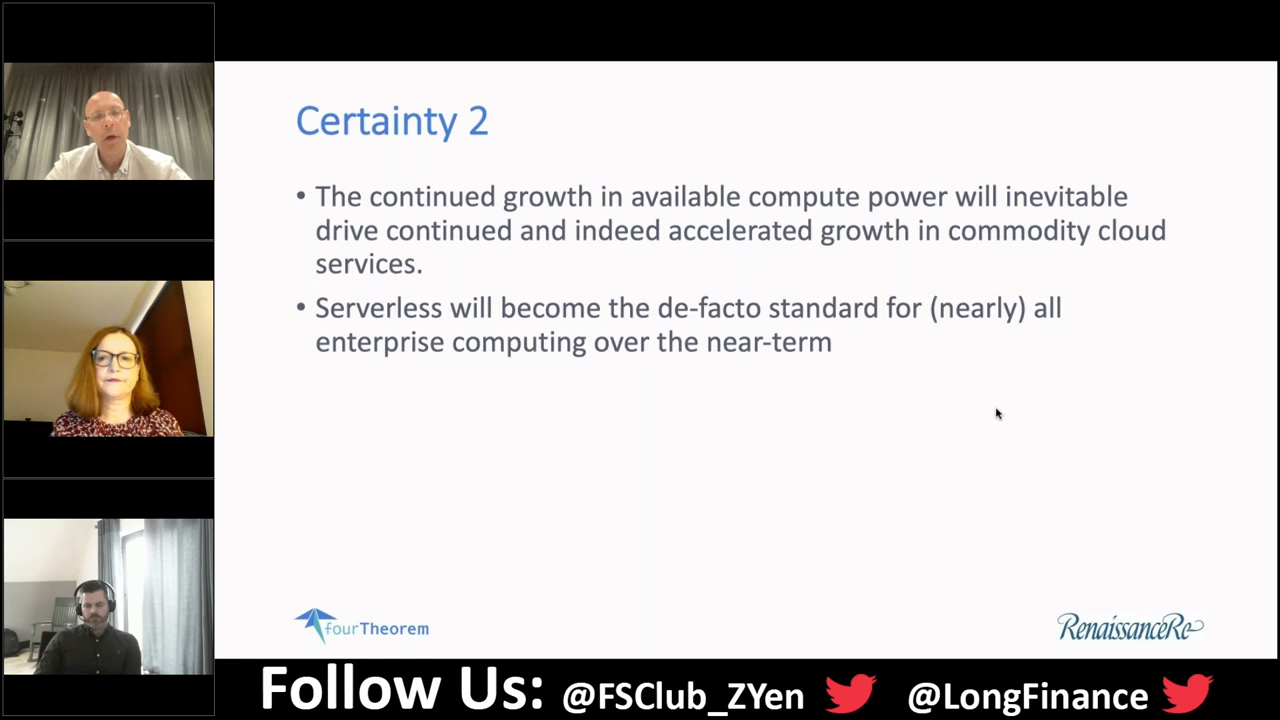 Certainty 2
• The continued growth in available compute power will inevitable
drive continued and indeed accelerated growth in commodity cloud
services.
• Serverless will become the de-facto standard for (nearly) all
enterprise computing over the near-term
fourTheorem
RenaissanceRe
Follow Us: @FSClub_ZYen @LongFinance